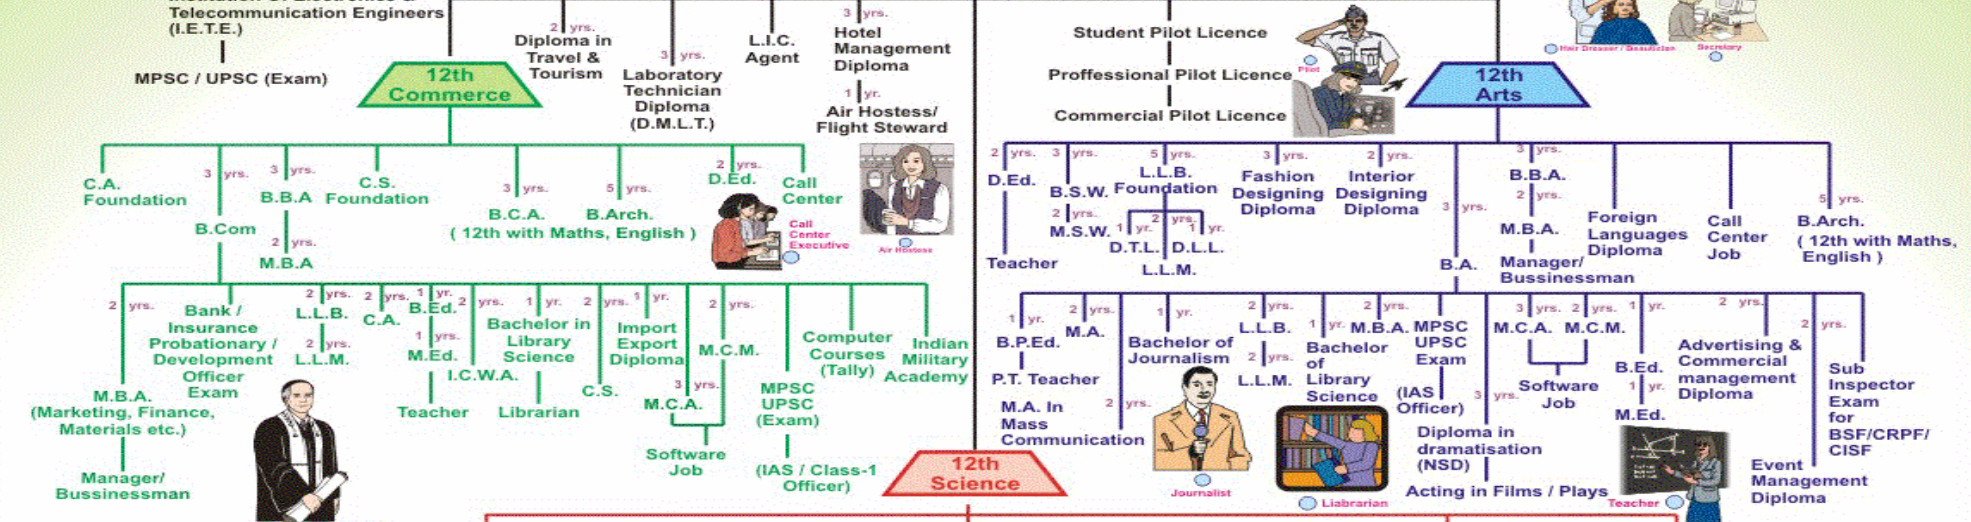 Telecommunication Engineers
(I.E.T.E.)
MPSC / UPSC (Exam)
2 yrs.
Diploma in
Travel &
Tourism
3 yrs.
Laboratory
Technician
Diploma
(D.M.L.T.)
L.I.C.
Agent
3 yrs.
Hotel
Management
Diploma
1 yr.
Air Hostess/
Flight Steward
Air Hostess
Student Pilot Licence
Proffessional Pilot Licence
Commercial Pilot Licence
Pilot
Hair Dresser / Beautician
Secretary
12th
Commerce
C.A.
Foundation
3 yrs.
B.Com
3 yrs.
B.B.A
2 yrs.
M.B.A
C.S.
Foundation
3 yrs.
B.C.A.
5 yrs.
B.Arch.
( 12th with Maths, English )
2 yrs.
D.Ed.
Call
Center
Call
Center
Executive
2 yrs.
M.B.A.
(Marketing, Finance,
Materials etc.)
Manager/
Bussinessman
Bank /
Insurance
Probationary /
Development
Officer
Exam
2 yrs.
L.L.B.
2 yrs.
L.L.M.
2 yrs.
C.A.
1 yr.
B.Ed.
1 yrs.
M.Ed.
Teacher
2 yrs.
I.C.W.A.
1 yr.
Bachelor in
Library
Science
Librarian
2 yrs.
C.S.
1 yr.
Import
Export
Diploma
2 yrs.
M.C.M.
3 yrs.
M.C.A.
Software
Job
MPSC
UPSC
(Exam)
(IAS / Class-1
Officer)
Computer
Courses
(Tally)
Indian
Military
Academy
12th
Science
12th
Arts
2 yrs.
D.Ed.
Teacher
3 yrs.
B.S.W.
2 yrs.
M.S.W.
5 yrs.
L.L.B.
Foundation
1 yr.
2 yrs.
1 yr.
D.T.L.
D.L.L.
L.L.M.
3 yrs.
Fashion
Designing
Diploma
2 yrs.
Interior
Designing
Diploma
3 yrs.
B.A.
3 yrs.
B.B.A.
2 yrs.
M.B.A.
Manager/
Bussinessman
Foreign
Languages
Diploma
Call
Center
Job
5 yrs.
B.Arch.
( 12th with Maths,
English )
1 yr.
B.P.Ed.
P.T. Teacher
2 yrs.
M.A.
2 yrs.
M.A. In
Mass
Communication
1 yr.
Bachelor of
Journalism
Journalist
2 yrs.
L.L.B.
2 yrs.
L.L.M.
1 yr.
Bachelor
of
Library
Science
Liabrarian
2 yrs.
M.B.A.
MPSC
UPSC
Exam
(IAS
Officer)
3 yrs.
Diploma in
dramatisation
(NSD)
Acting in Films / Plays
3 yrs.
M.C.A.
2 yrs.
M.C.M.
Software
Job
1 yr.
B.Ed.
1 yr.
M.Ed.
Teacher
2 yrs.
Advertising &
Commercial
management
Diploma
2 yrs.
Event
Management
Diploma
Sub
Inspector
Exam
for
BSF/CRPF/
CISF